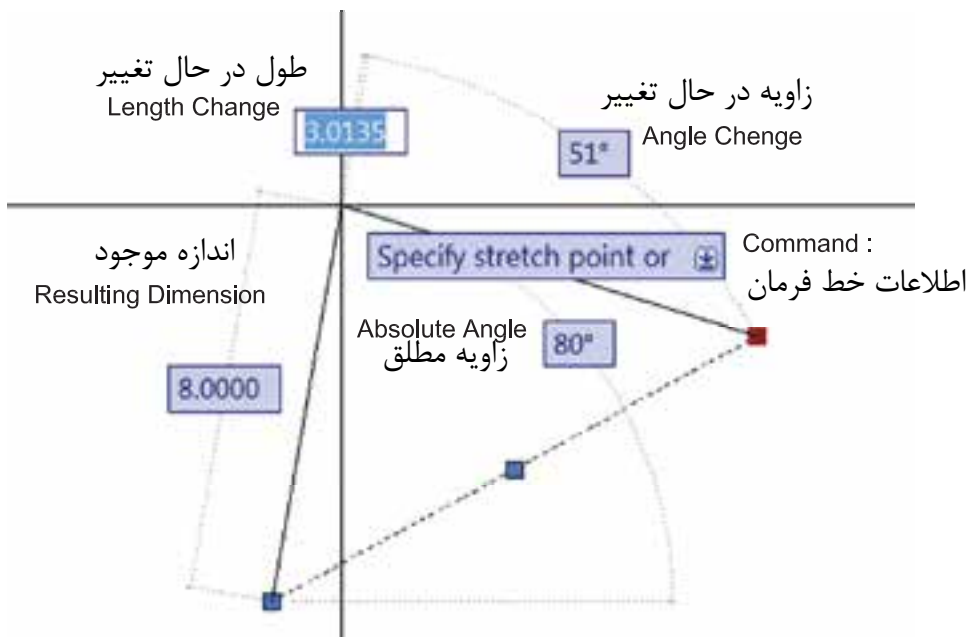 طول در حال تغییر
Length Change
3.0135
زاویه در حال تغییر
Angle Chenge
51°
Specify stretch point or
Command :
اطلاعات خط فرمان
اندازه موجود
Resulting Dimension
Absolute Angle
زاویه مطلق
80°
8.0000